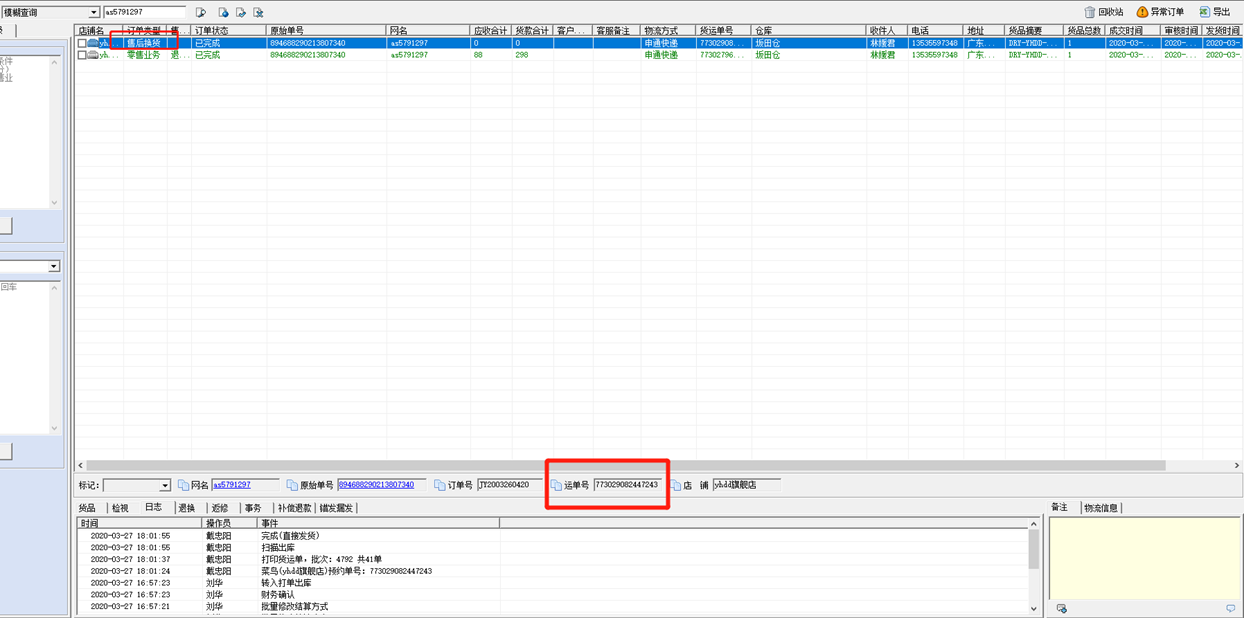 模糊查询 as5791297 回收站 异常订单 导出
店铺名 订单类型 售... 订单状态 原始单号 网名 应收合计 货款合计 客户... 客服备注 物流方式 货运单号 仓库 收件人 电话 地址 货品摘要 货品总数 成交时间 审核时间 发货时间
yh... 售后换货 已完成 894688290213807340 as5791297 0 0 申通快递 77302908... 坂田仓 林媛君 13535597348 广东... DRY-YHDD-... 1 2020-03-... 2020-... 2020-03-
yh... 零售业务 退... 已完成 894688290213807340 as5791297 88 298 申通快递 77302796... 坂田仓 林媛君 13535597348 广东... DRY-YHDD-... 1 2020-03-... 2020-... 2020-03-
条件
回车
标记: 网名 as5791297 原始单号 894688290213807340 订单号 JY2003260420 运单号 773029082447243 店 铺 yhdd旗舰店
货品 检视 日志 退换 返修 事务 补偿退款 错发漏发 备注 物流信息
时间 操作员 事件
2020-03-27 18:01:55 戴忠阳 完成(直接发货)
2020-03-27 18:01:55 戴忠阳 扫描出库
2020-03-27 18:01:37 戴忠阳 打印货运单，批次: 4792 共41单
2020-03-27 18:01:24 戴忠阳 菜鸟(yhdd旗舰店)预约单号: 773029082447243
2020-03-27 16:57:23 刘华 转入打单出库
2020-03-27 16:57:23 刘华 财务确认
2020-03-27 16:57:21 刘华 批量修改结算方式